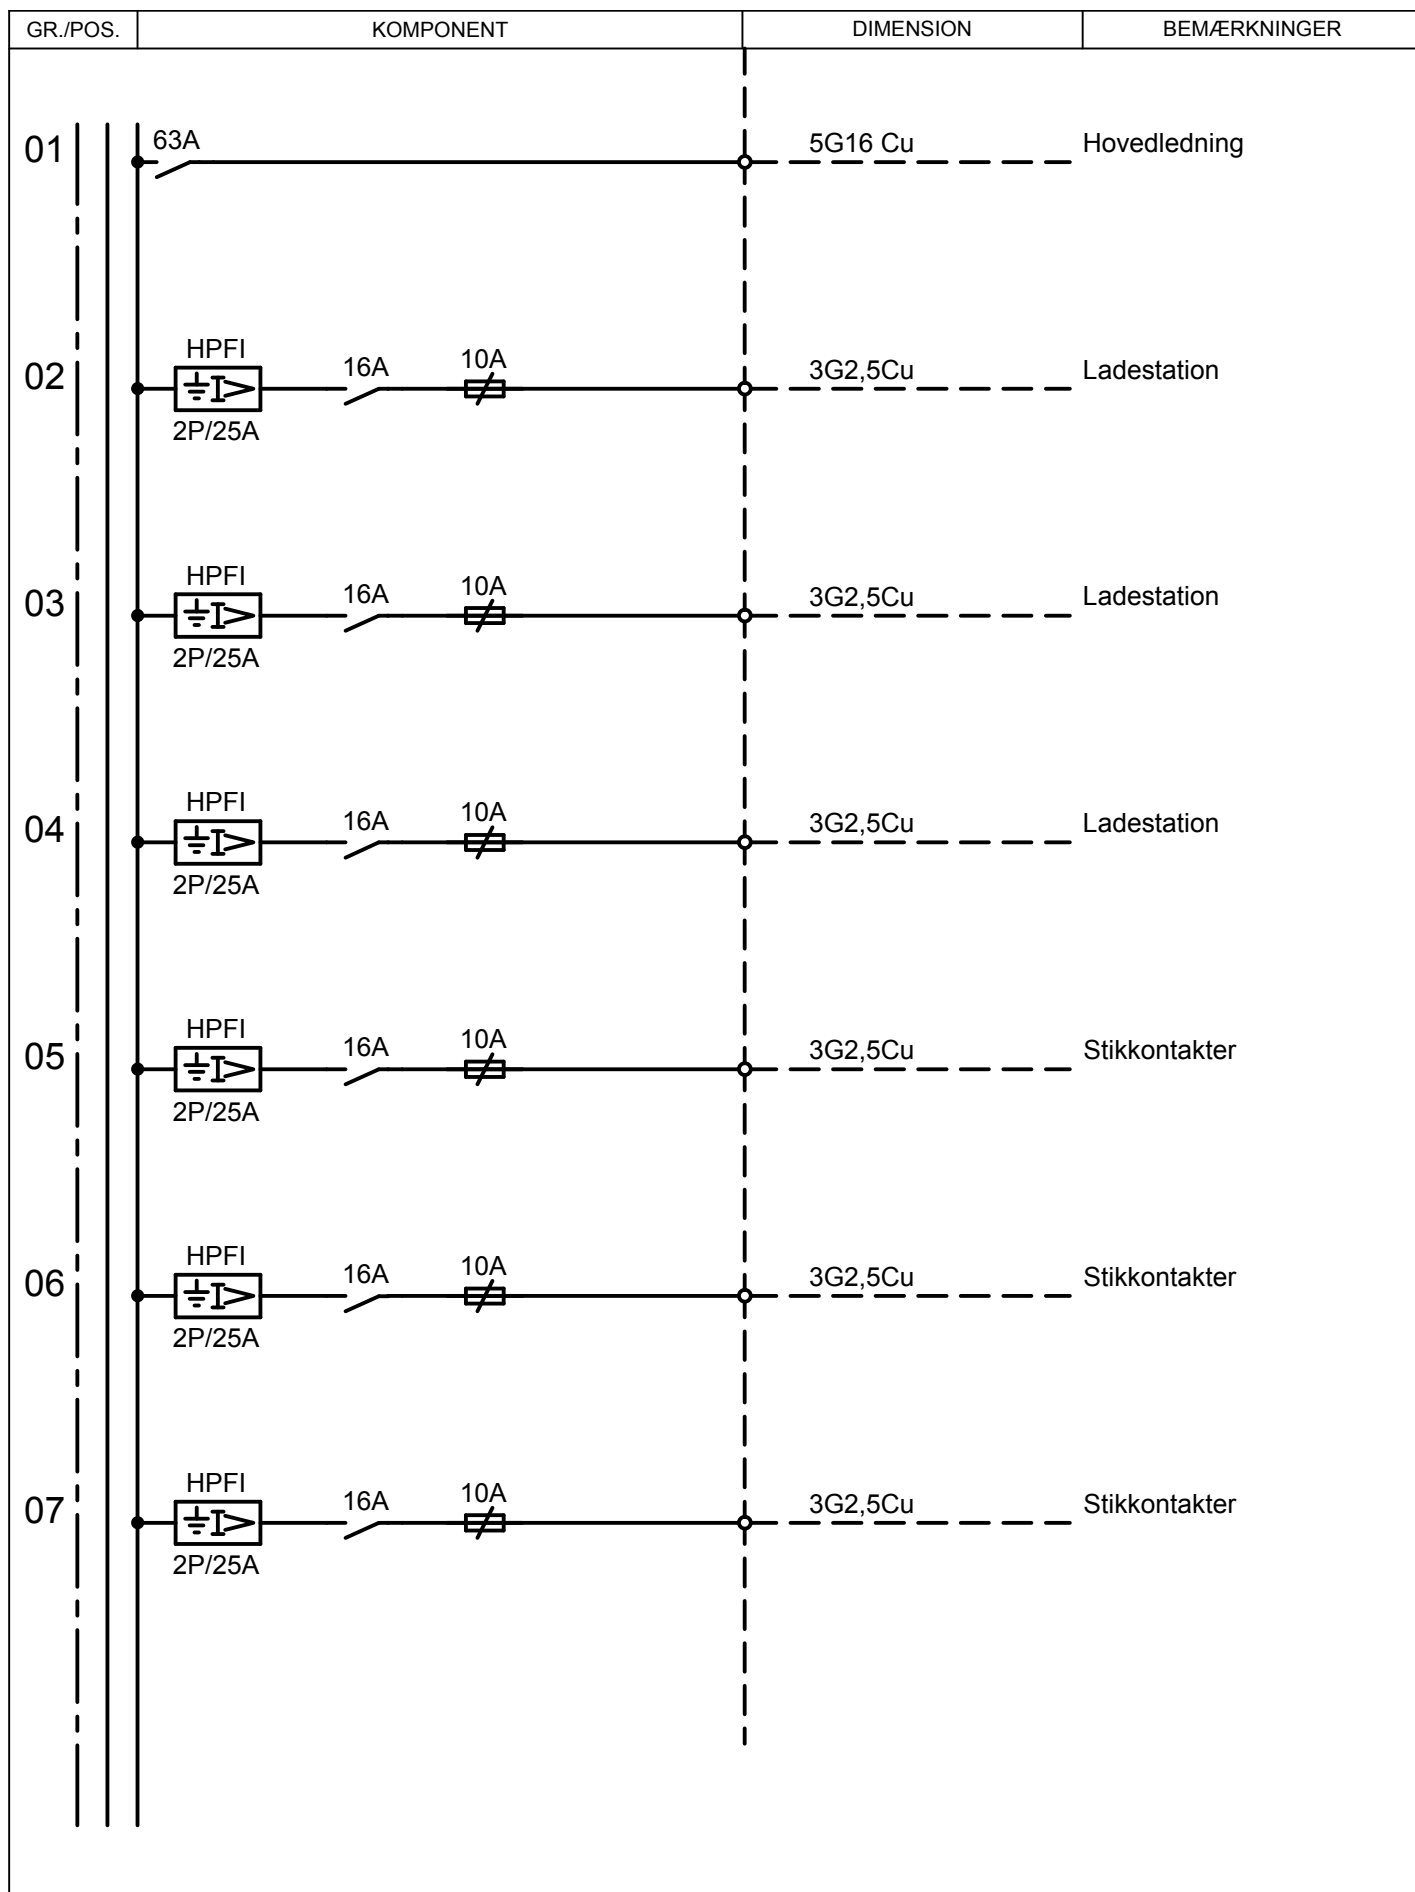 GR./POS. KOMPONENT DIMENSION BEMÆRKNINGER
01 63A 5G16 Cu Hovedledning
HPFI
02 16A 10A 3G2,5Cu Ladestation
2P/25A
HPFI
03 16A 10A 3G2,5Cu Ladestation
2P/25A
HPFI
04 16A 10A 3G2,5Cu Ladestation
2P/25A
HPFI
05 16A 10A 3G2,5Cu Stikkontakter
2P/25A
HPFI
06 16A 10A 3G2,5Cu Stikkontakter
2P/25A
HPFI
07 16A 10A 3G2,5Cu Stikkontakter
2P/25A